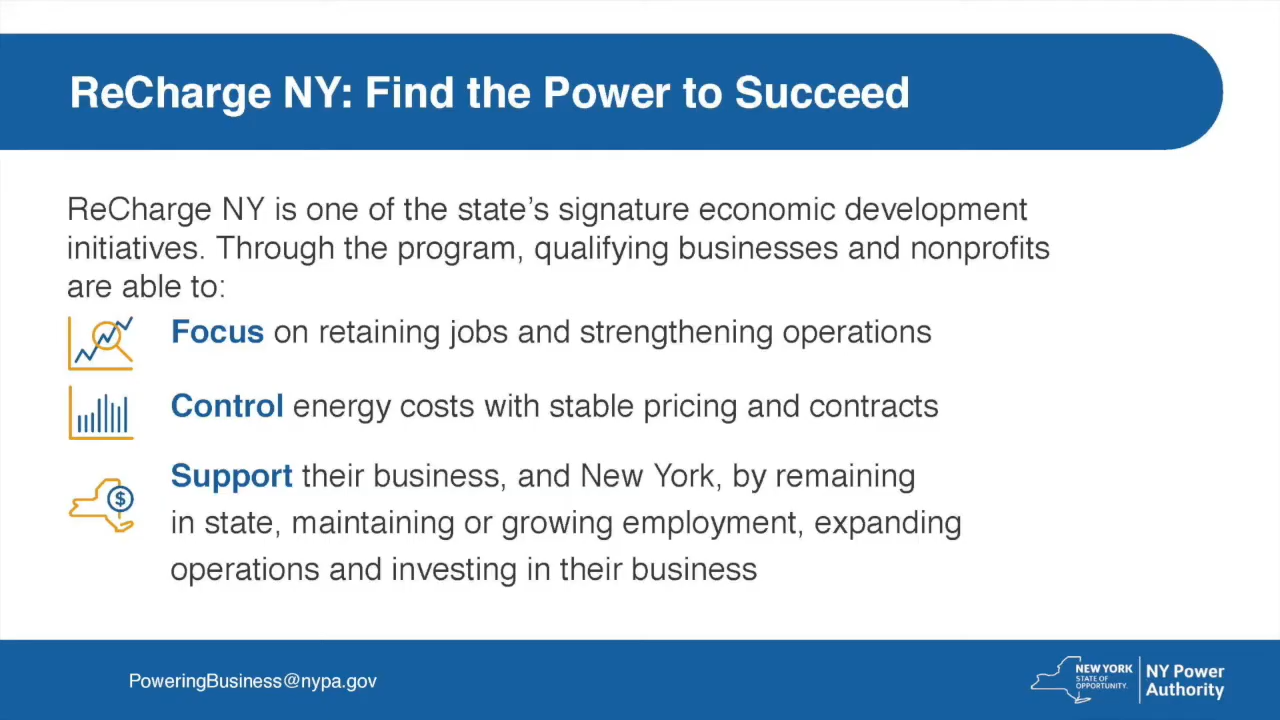 ReCharge NY: Find the Power to Succeed
ReCharge NY is one of the state’s signature economic development
initiatives. Through the program, qualifying businesses and nonprofits
are able to:
Focus on retaining jobs and strengthening operations
Control energy costs with stable pricing and contracts
$
Support their business, and New York, by remaining
in state, maintaining or growing employment, expanding
operations and investing in their business
PoweringBusiness@nypa.gov
NEW YORK
STATE OF
OPPORTUNITY.
NY Power
Authority